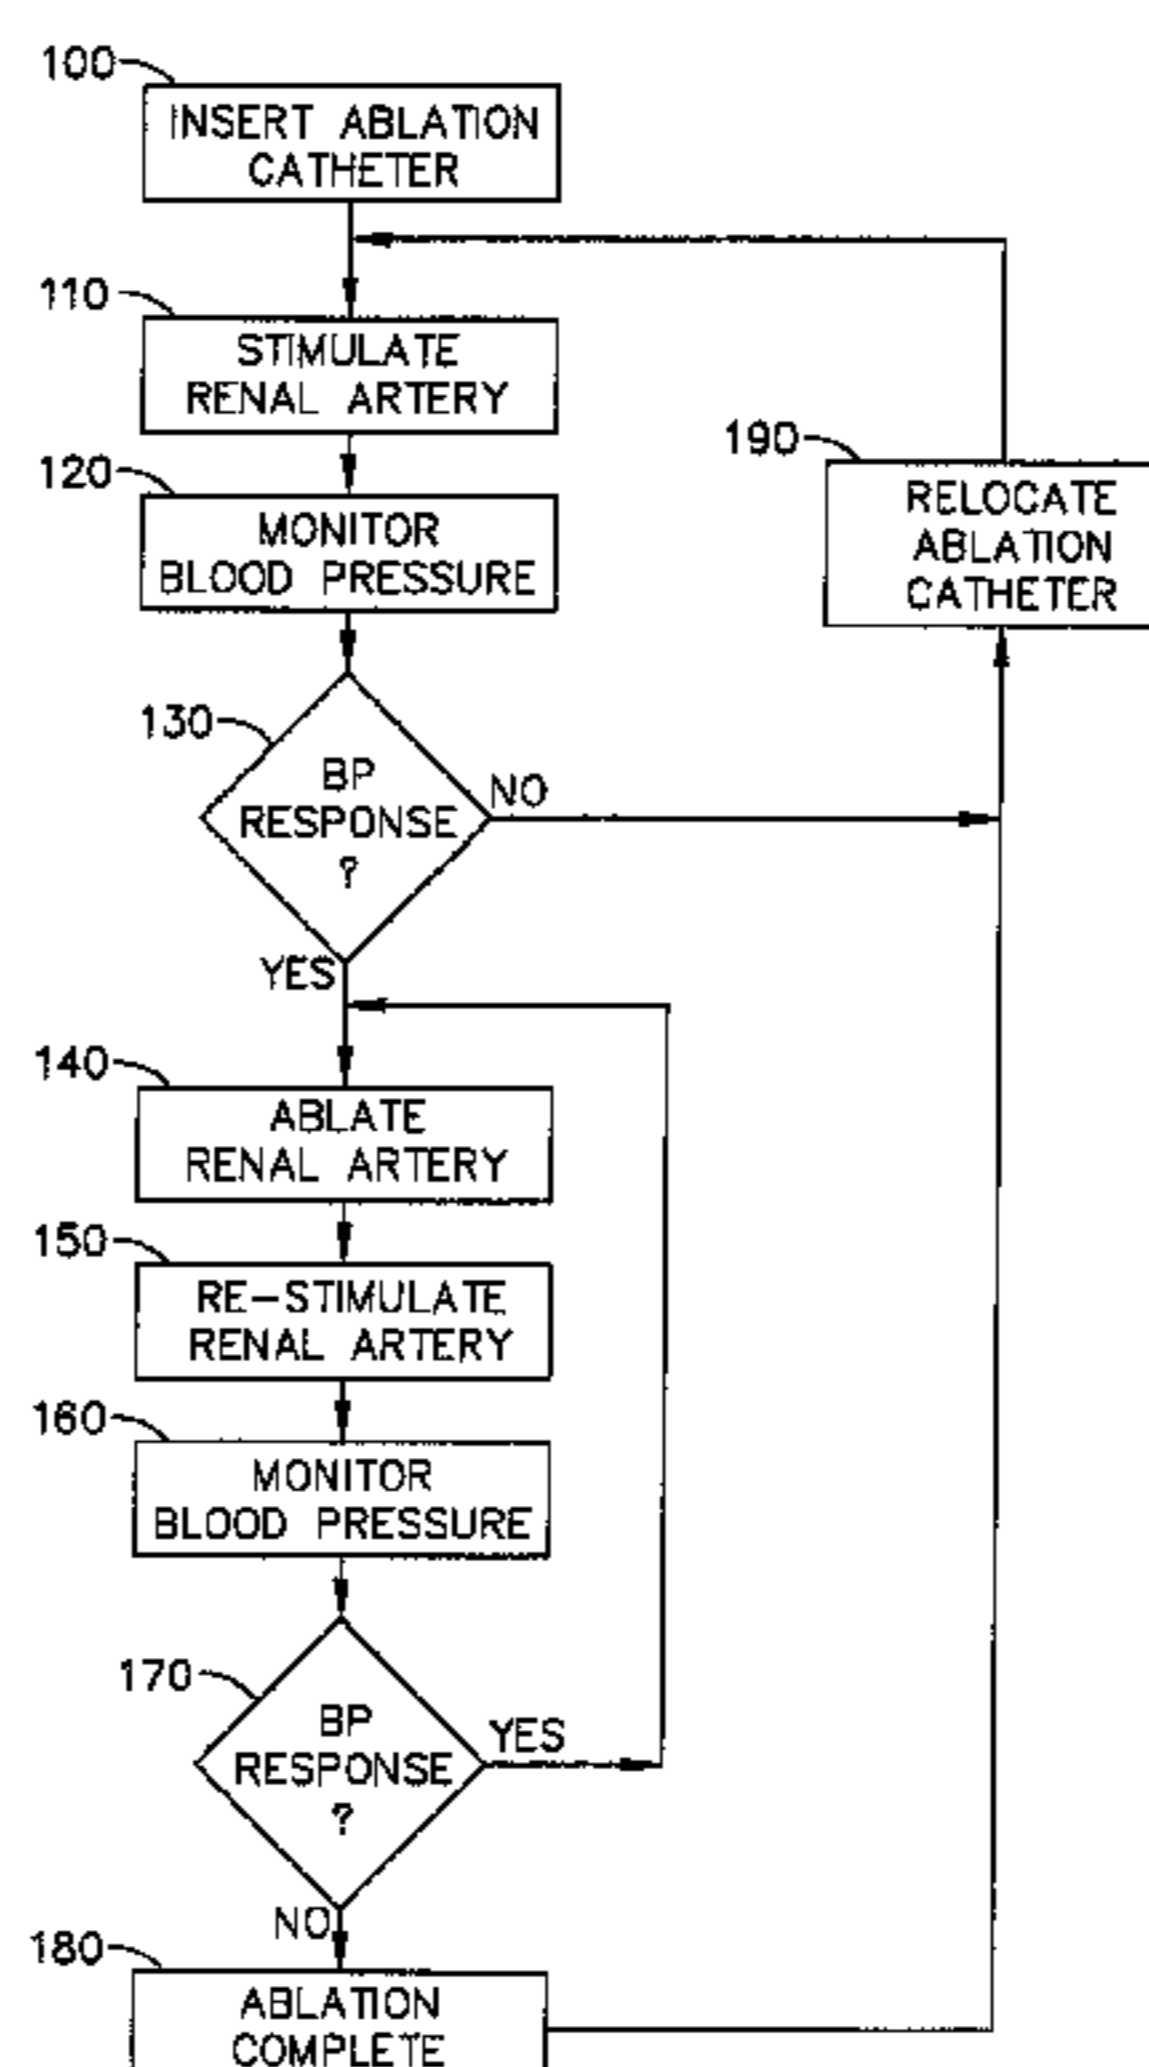 100
INSERT ABLATION
CATHETER
110
STIMULATE
RENAL ARTERY
120
MONITOR
BLOOD PRESSURE
130
BP
RESPONSE
?
NO
YES
140
ABLATE
RENAL ARTERY
150
RE-STIMULATE
RENAL ARTERY
160
MONITOR
BLOOD PRESSURE
170
BP
RESPONSE
?
YES
NO
180
ABLATION
COMPLETE
190
RELOCATE
ABLATION
CATHETER